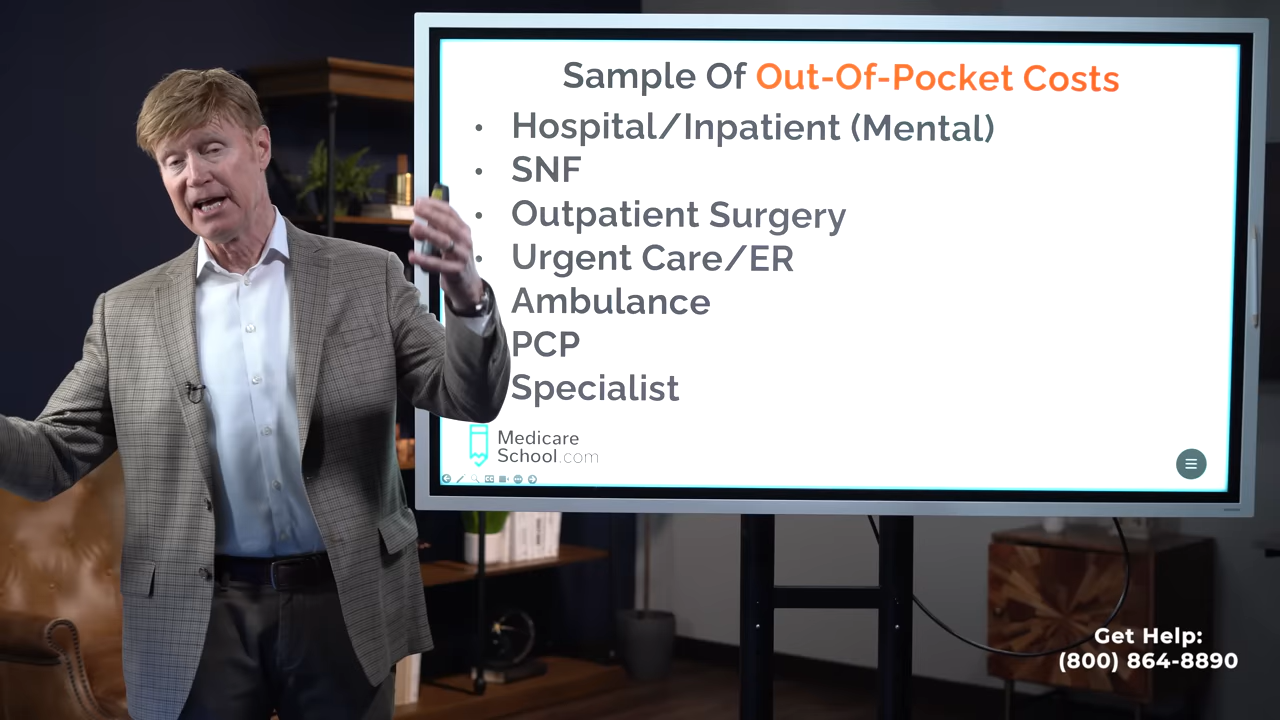 Sample Of Out-Of-Pocket Costs
• Hospital/Inpatient (Mental)
• SNF
• Outpatient Surgery
• Urgent Care/ER
Ambulance
PCP
Specialist
Medicare
School.com
Get Help:
(800) 864-8890